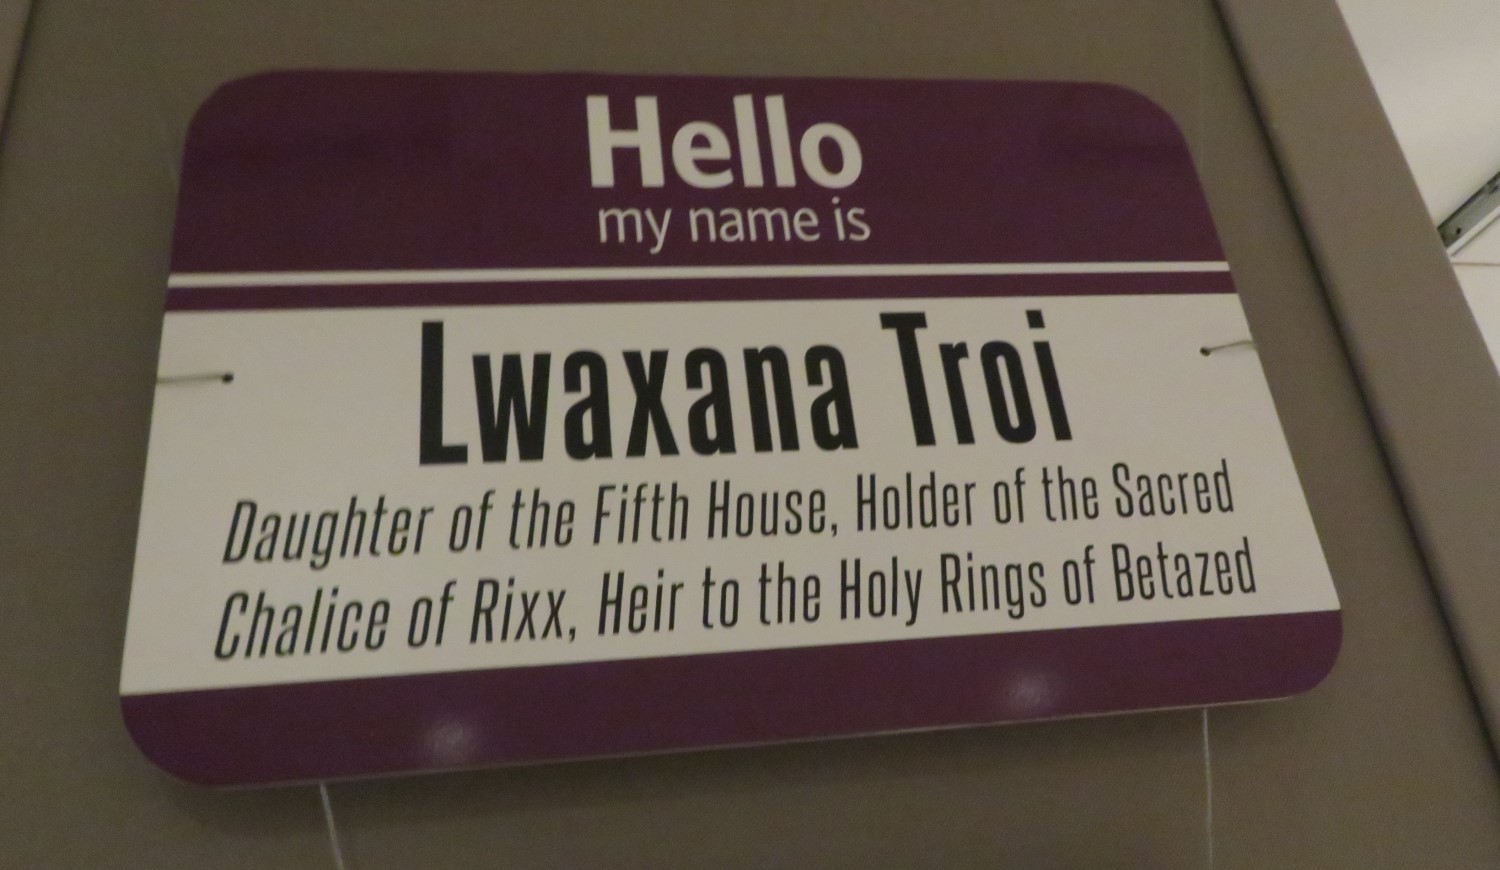 Hello
my name is
Lwaxana Troi
Daughter of the Fifth House, Holder of the Sacred
Chalice of Rixx, Heir to the Holy Rings of Betazed